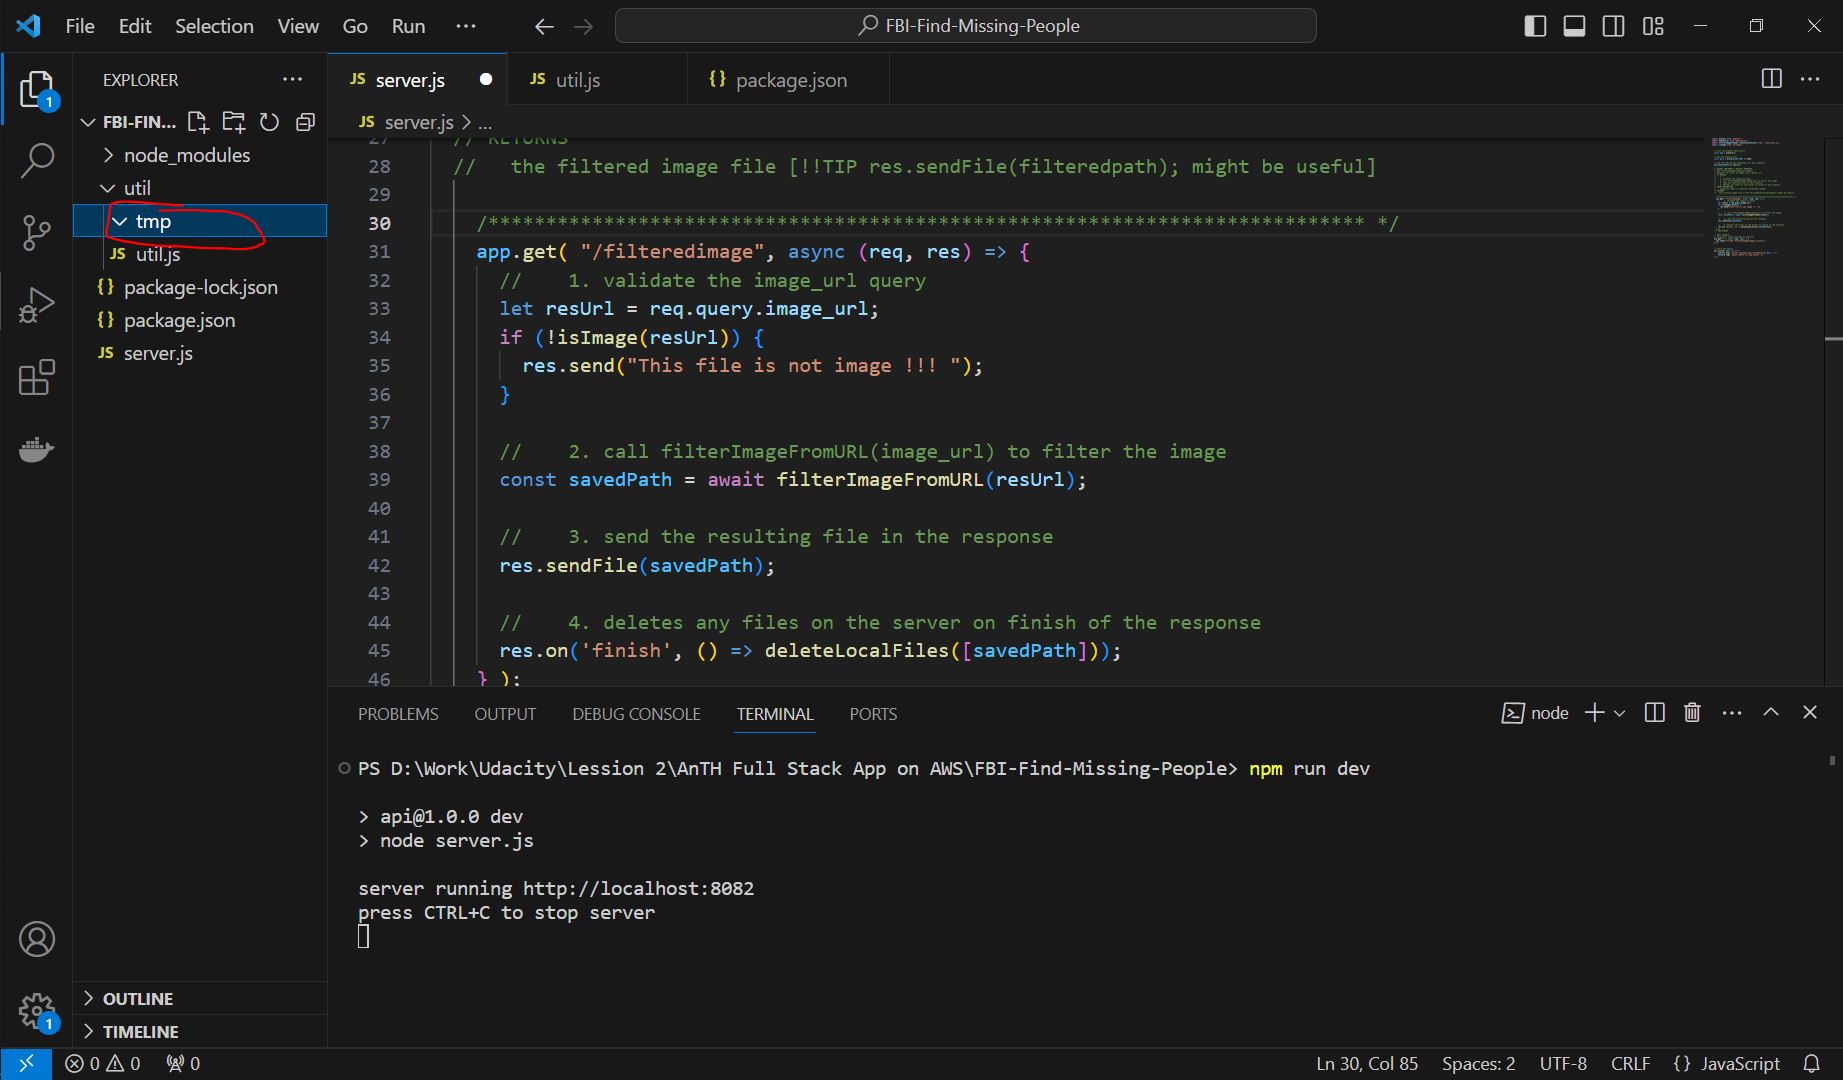 File Edit Selection View Go Run ...
FBI-Find-Missing-People
EXPLORER
FBI-FIN...
node_modules
util
tmp
JS util.js
{} package-lock.json
{} package.json
JS server.js
OUTLINE
TIMELINE
1
1
JS server.js
JS util.js
{} package.json
JS server.js > ...
27 // RETURNS
28 //   the filtered image file [!!TIP res.sendFile(filteredpath); might be useful]
29
30 /**************************************************************************** */
31 app.get( "/filteredimage", async (req, res) => {
32 //    1. validate the image_url query
33 let resUrl = req.query.image_url;
34 if (!isImage(resUrl)) {
35 res.send("This file is not image !!! ");
36 }
37
38 //    2. call filterImageFromURL(image_url) to filter the image
39 const savedPath = await filterImageFromURL(resUrl);
40
41 //    3. send the resulting file in the response
42 res.sendFile(savedPath);
43
44 //    4. deletes any files on the server on finish of the response
45 res.on('finish', () => deleteLocalFiles([savedPath]));
46 } );
PROBLEMS OUTPUT DEBUG CONSOLE TERMINAL PORTS
node
PS D:\Work\Udacity\Lession 2\AnTH Full Stack App on AWS\FBI-Find-Missing-People> npm run dev
> api@1.0.0 dev
> node server.js
server running http://localhost:8082
press CTRL+C to stop server
0 0 0
Ln 30, Col 85 Spaces: 2 UTF-8 CRLF {} JavaScript